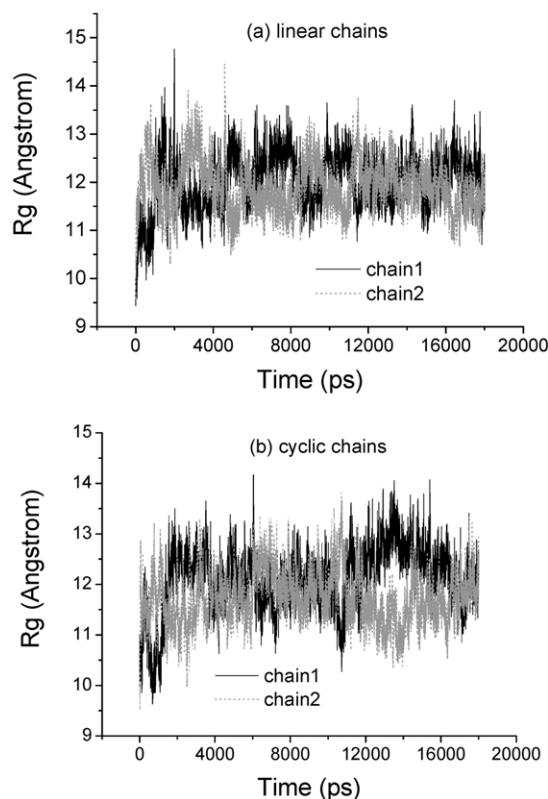 (a) linear chains
15
14
13
12
11
10
9
Rg (Angstrom)
chain1
chain2
0 4000 8000 12000 16000 20000
Time (ps)
(b) cyclic chains
15
14
13
12
11
10
9
Rg (Angstrom)
chain1
chain2
0 4000 8000 12000 16000 20000
Time (ps)